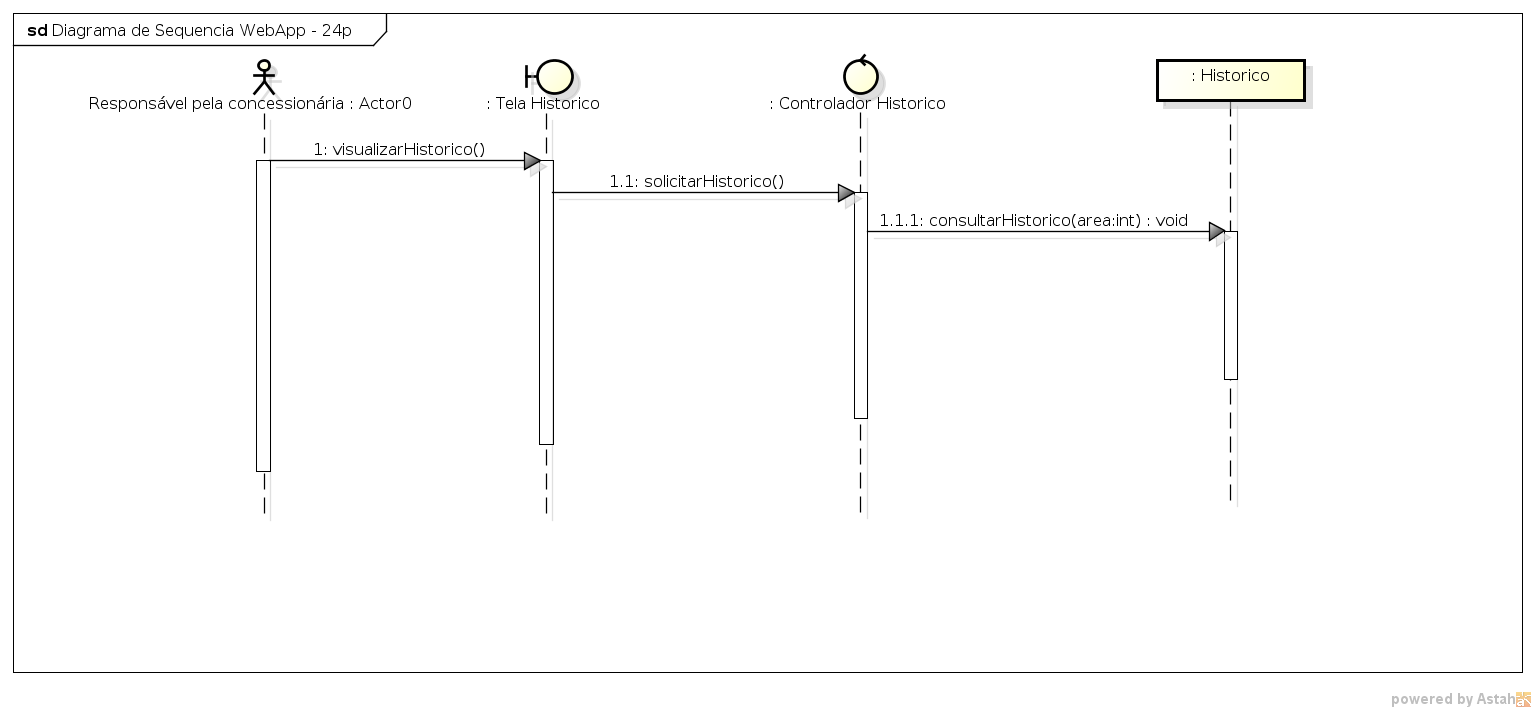 sd Diagrama de Sequencia WebApp - 24p
Responsável pela concessionária : Actor0
: Tela Historico
: Controlador Historico
: Historico
1: visualizarHistorico()
1.1: solicitarHistorico()
1.1.1: consultarHistorico(area:int) : void
powered by Astah